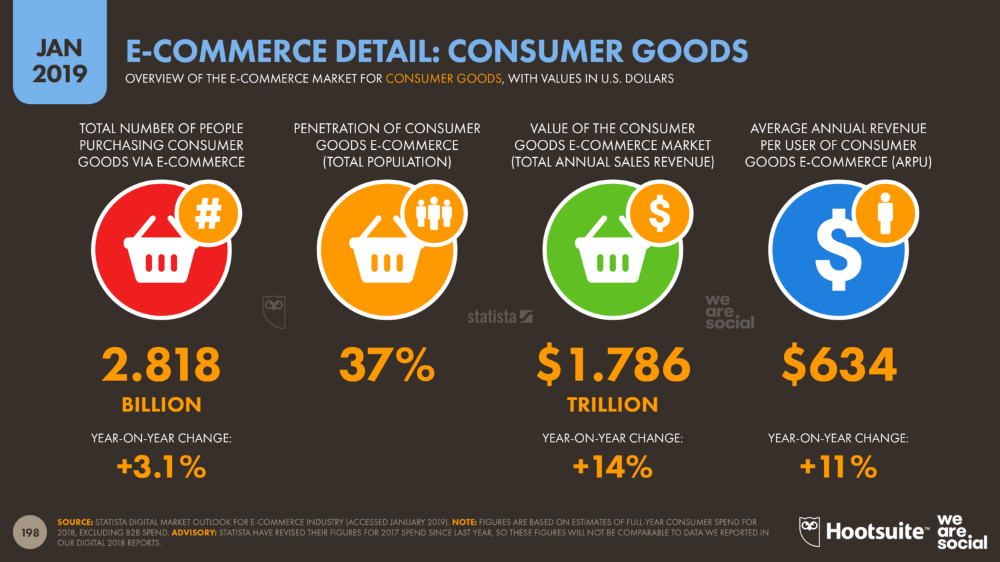 JAN
2019
E-COMMERCE DETAIL: CONSUMER GOODS
OVERVIEW OF THE E-COMMERCE MARKET FOR CONSUMER GOODS, WITH VALUES IN U.S. DOLLARS
TOTAL NUMBER OF PEOPLE
PURCHASING CONSUMER
GOODS VIA E-COMMERCE
#
2.818
BILLION
YEAR-ON-YEAR CHANGE:
+3.1%
PENETRATION OF CONSUMER
GOODS E-COMMERCE
(TOTAL POPULATION)
37%
VALUE OF THE CONSUMER
GOODS E-COMMERCE MARKET
(TOTAL ANNUAL SALES REVENUE)
$
$1.786
TRILLION
YEAR-ON-YEAR CHANGE:
+14%
AVERAGE ANNUAL REVENUE
PER USER OF CONSUMER
GOODS E-COMMERCE (ARPU)
$
$634
YEAR-ON-YEAR CHANGE:
+11%
statista
we
are.
social
198
SOURCE: STATISTA DIGITAL MARKET OUTLOOK FOR E-COMMERCE INDUSTRY (ACCESSED JANUARY 2019). NOTE: FIGURES ARE BASED ON ESTIMATES OF FULL-YEAR CONSUMER SPEND FOR
2018, EXCLUDING B2B SPEND. ADVISORY: STATISTA HAVE REVISED THEIR FIGURES FOR 2017 SPEND SINCE LAST YEAR, SO THESE FIGURES WILL NOT BE COMPARABLE TO DATA WE REPORTED IN
OUR DIGITAL 2018 REPORTS.
Hootsuite™
we
are.
social